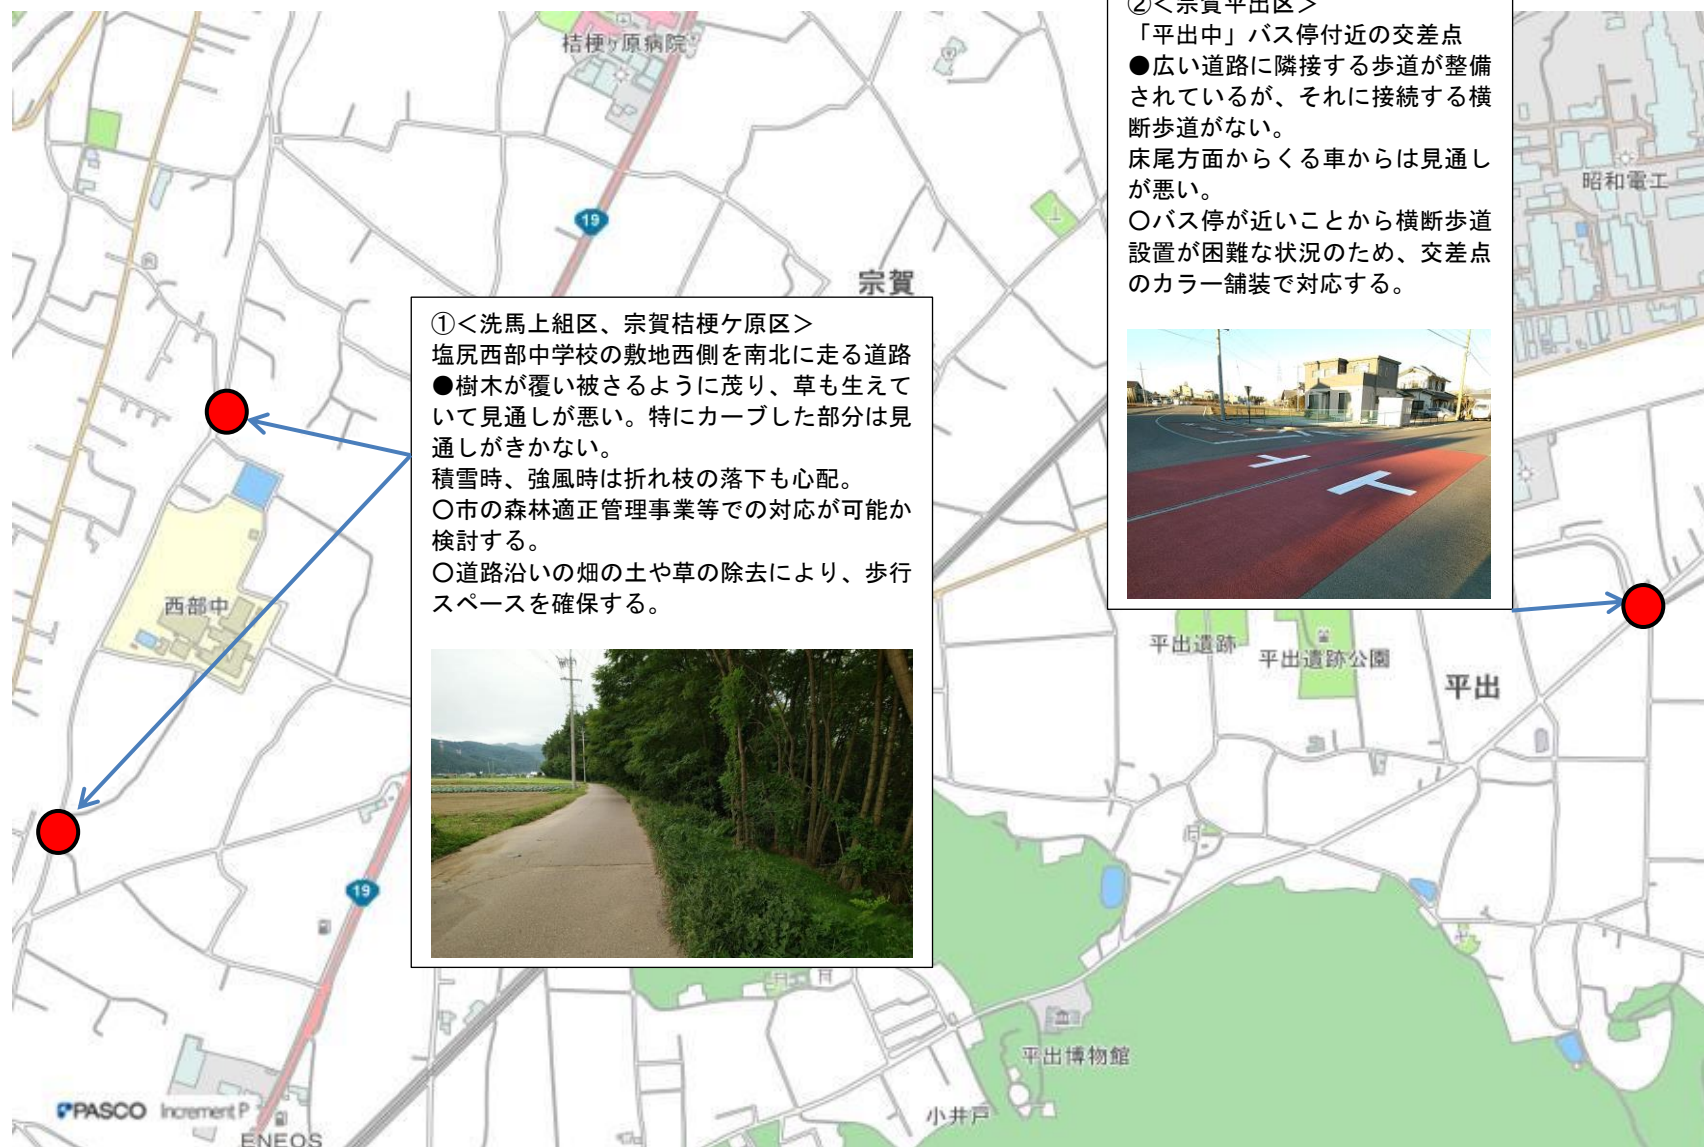 ②<宗賀平出区>
「平出中」バス停付近の交差点
●広い道路に隣接する歩道が整備
されているが、それに接続する横
断歩道がない。
床尾方面からくる車からは見通し
が悪い。
〇バス停が近いことから横断歩道
設置が困難な状況のため、交差点
のカラー舗装で対応する。
①<洗馬上組区、宗賀桔梗ケ原区>
塩尻西部中学校の敷地西側を南北に走る道路
●樹木が覆い被さるように茂り、草も生えて
いて見通しが悪い。特にカーブした部分は見
通しがきかない。
積雪時、強風時は折れ枝の落下も心配。
〇市の森林適正管理事業等での対応が可能か
検討する。
〇道路沿いの畑の土や草の除去により、歩行
スペースを確保する。
桔梗ヶ原病院
19
宗賀
昭和電工
西部中
平出遺跡
平出遺跡公園
平出
19
平出博物館
小井戸
PASCO Increment P
ENEOS